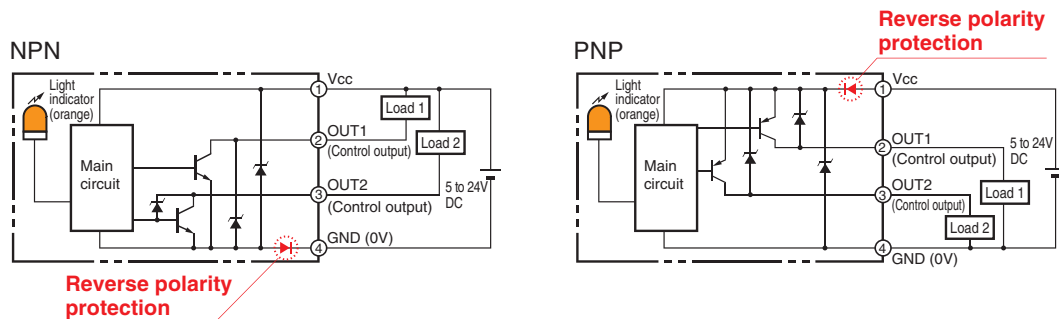 NPN
Light
indicator
(orange)
Main
circuit
1
Vcc
Load 1
Load 2
2
OUT1
(Control output)
3
OUT2
(Control output)
5 to 24V
DC
4
GND (0V)
Reverse polarity
protection
PNP
Reverse polarity
protection
Light
indicator
(orange)
Main
circuit
Vcc
1
OUT1
2
(Control output)
5 to 24V
DC
OUT2
3
(Control output)
Load 1
Load 2
4
GND (0V)